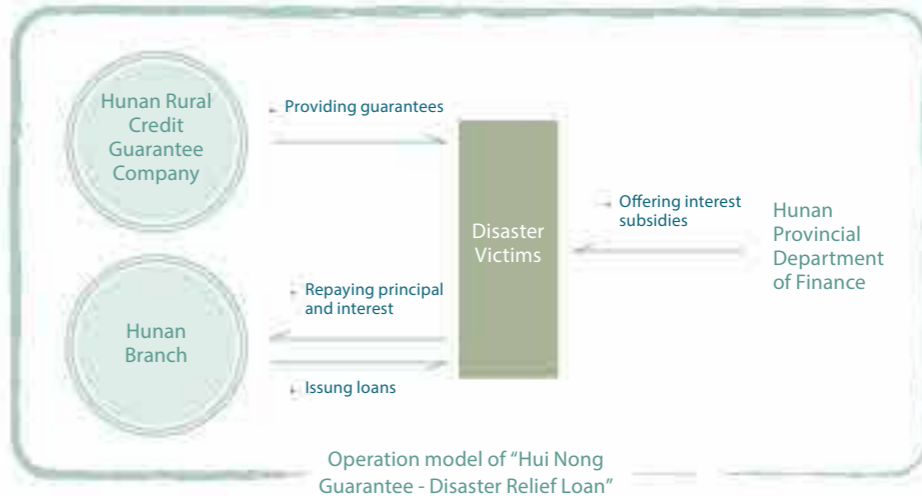 Hunan Rural
Credit
Guarantee
Company
Providing guarantees
Disaster
Victims
Offering interest
subsidies
Hunan
Provincial
Department
of Finance
Repaying principal
and interest
Hunan
Branch
Issung loans
Operation model of “Hui Nong
Guarantee - Disaster Relief Loan”